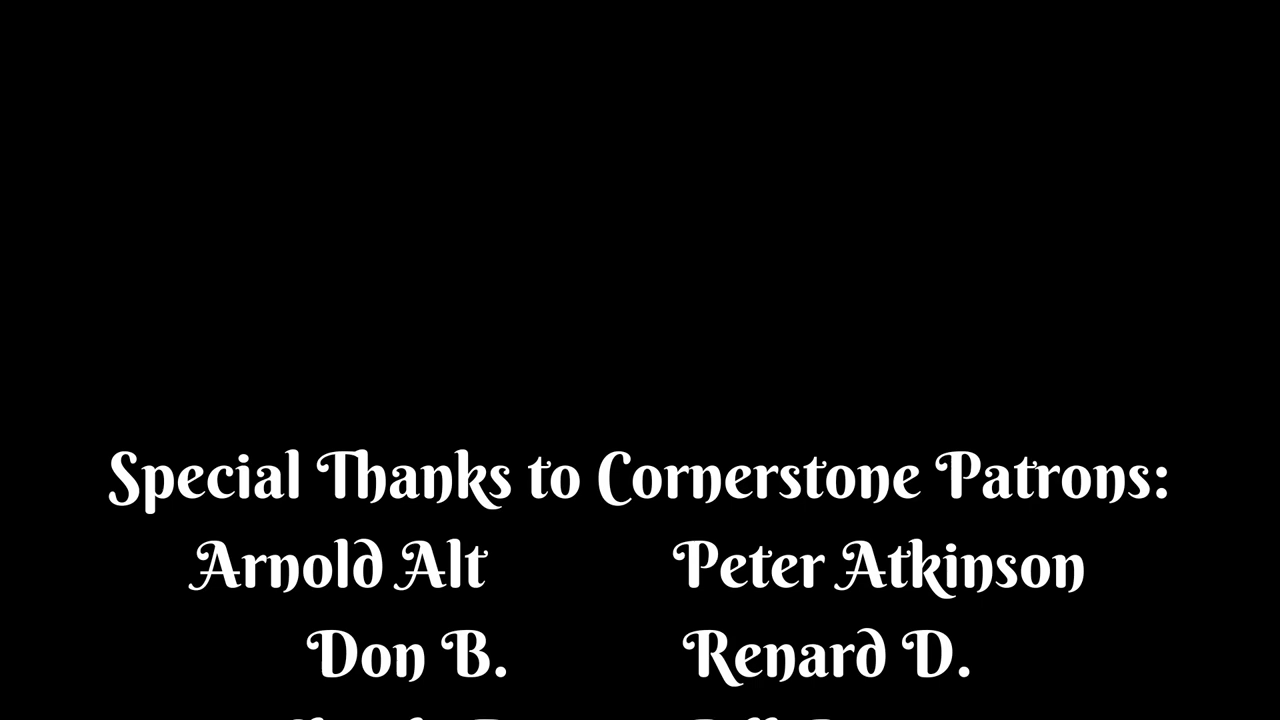 Special Thanks to Cornerstone Patrons:
Arnold Alt Peter Atkinson
Don B. Renard D.